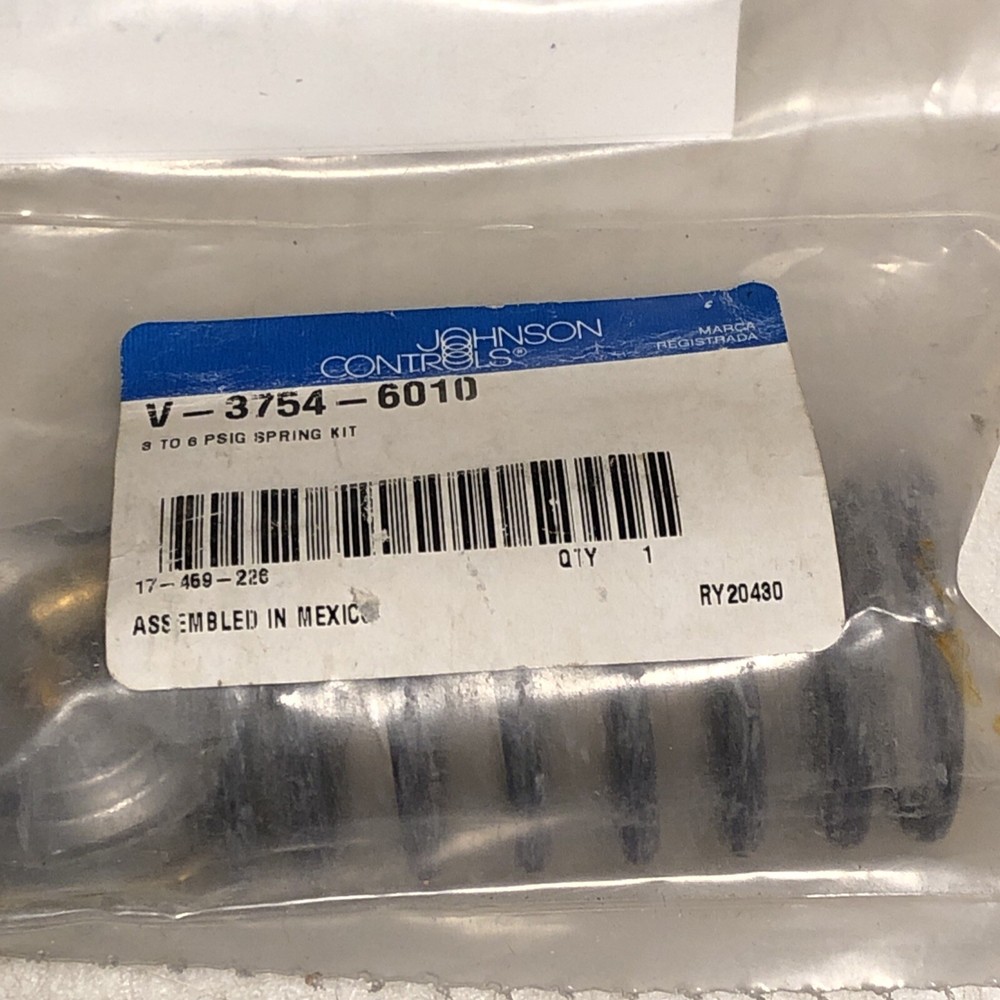 JOHNSON
CONTROLS®
MARCA
REGISTRADA
V-3754-6010
3 TO 6 PSIG SPRING KIT
17-469-226
QTY 1
ASSEMBLED IN MEXICO
RY20430